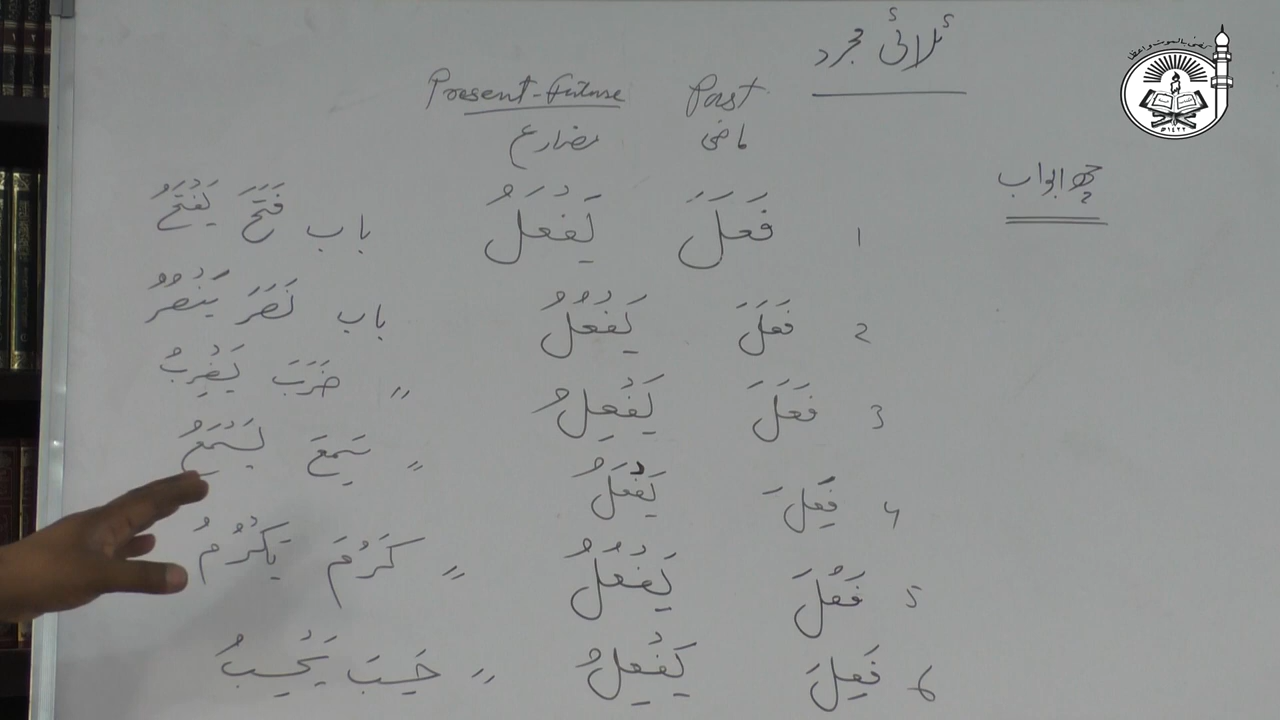 ثلاثی مجرد
Present-Future Past
ماضی مضارع
چھ ابواب
1 فَعَلَ يَفْعَلُ باب فَتَحَ يَفْتَحُ
2 فَعَلَ يَفْعُلُ باب نَصَرَ يَنْصُرُ
3 فَعَلَ يَفْعِلُ " ضَرَبَ يَضْرِبُ
4 فَعِلَ يَفْعَلُ " سَمِعَ يَسْمَعُ
5 فَعُلَ يَفْعُلُ " كَرُمَ يَكْرُمُ
6 فَعِلَ يَفْعِلُ " حَسِبَ يَحْسِبُ